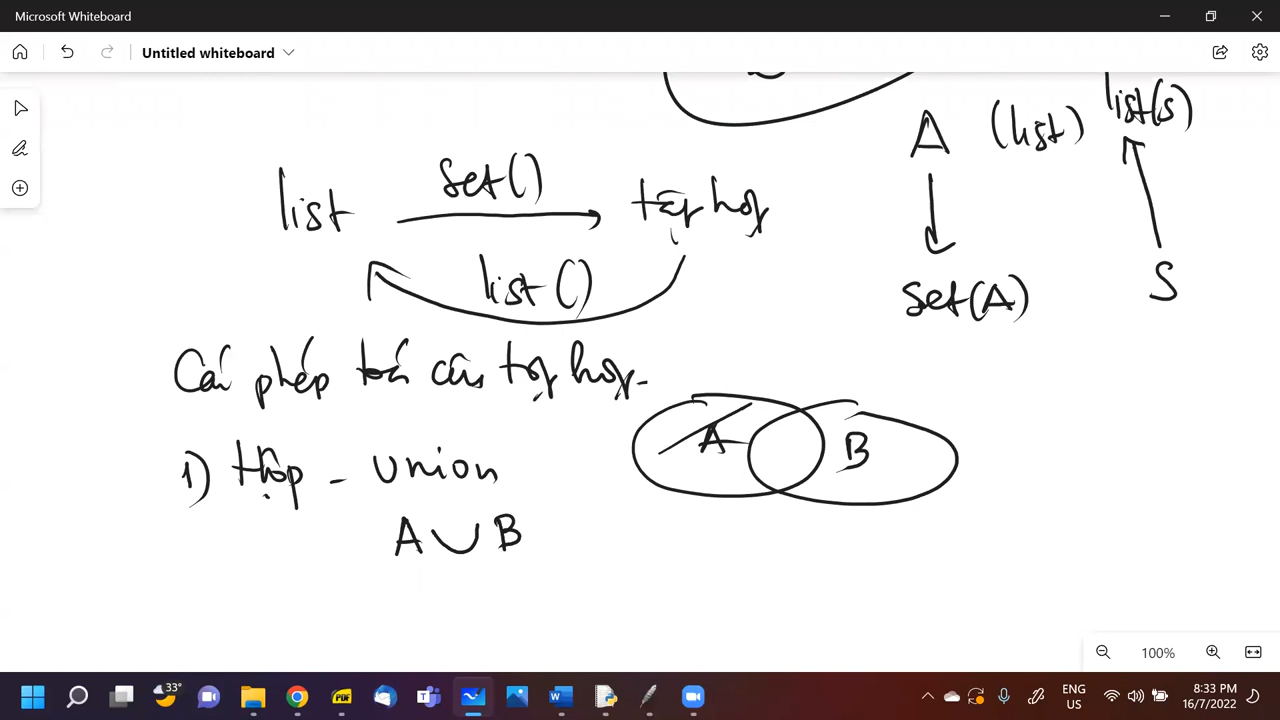 Microsoft Whiteboard
Untitled whiteboard
A (list) list(s)
list set() tập hợp
list()
set(A) S
Các phép toán của tập hợp.
1) Hợp - Union
A B
A ∪ B
100%
33°
ENG
US
8:33 PM
16/7/2022